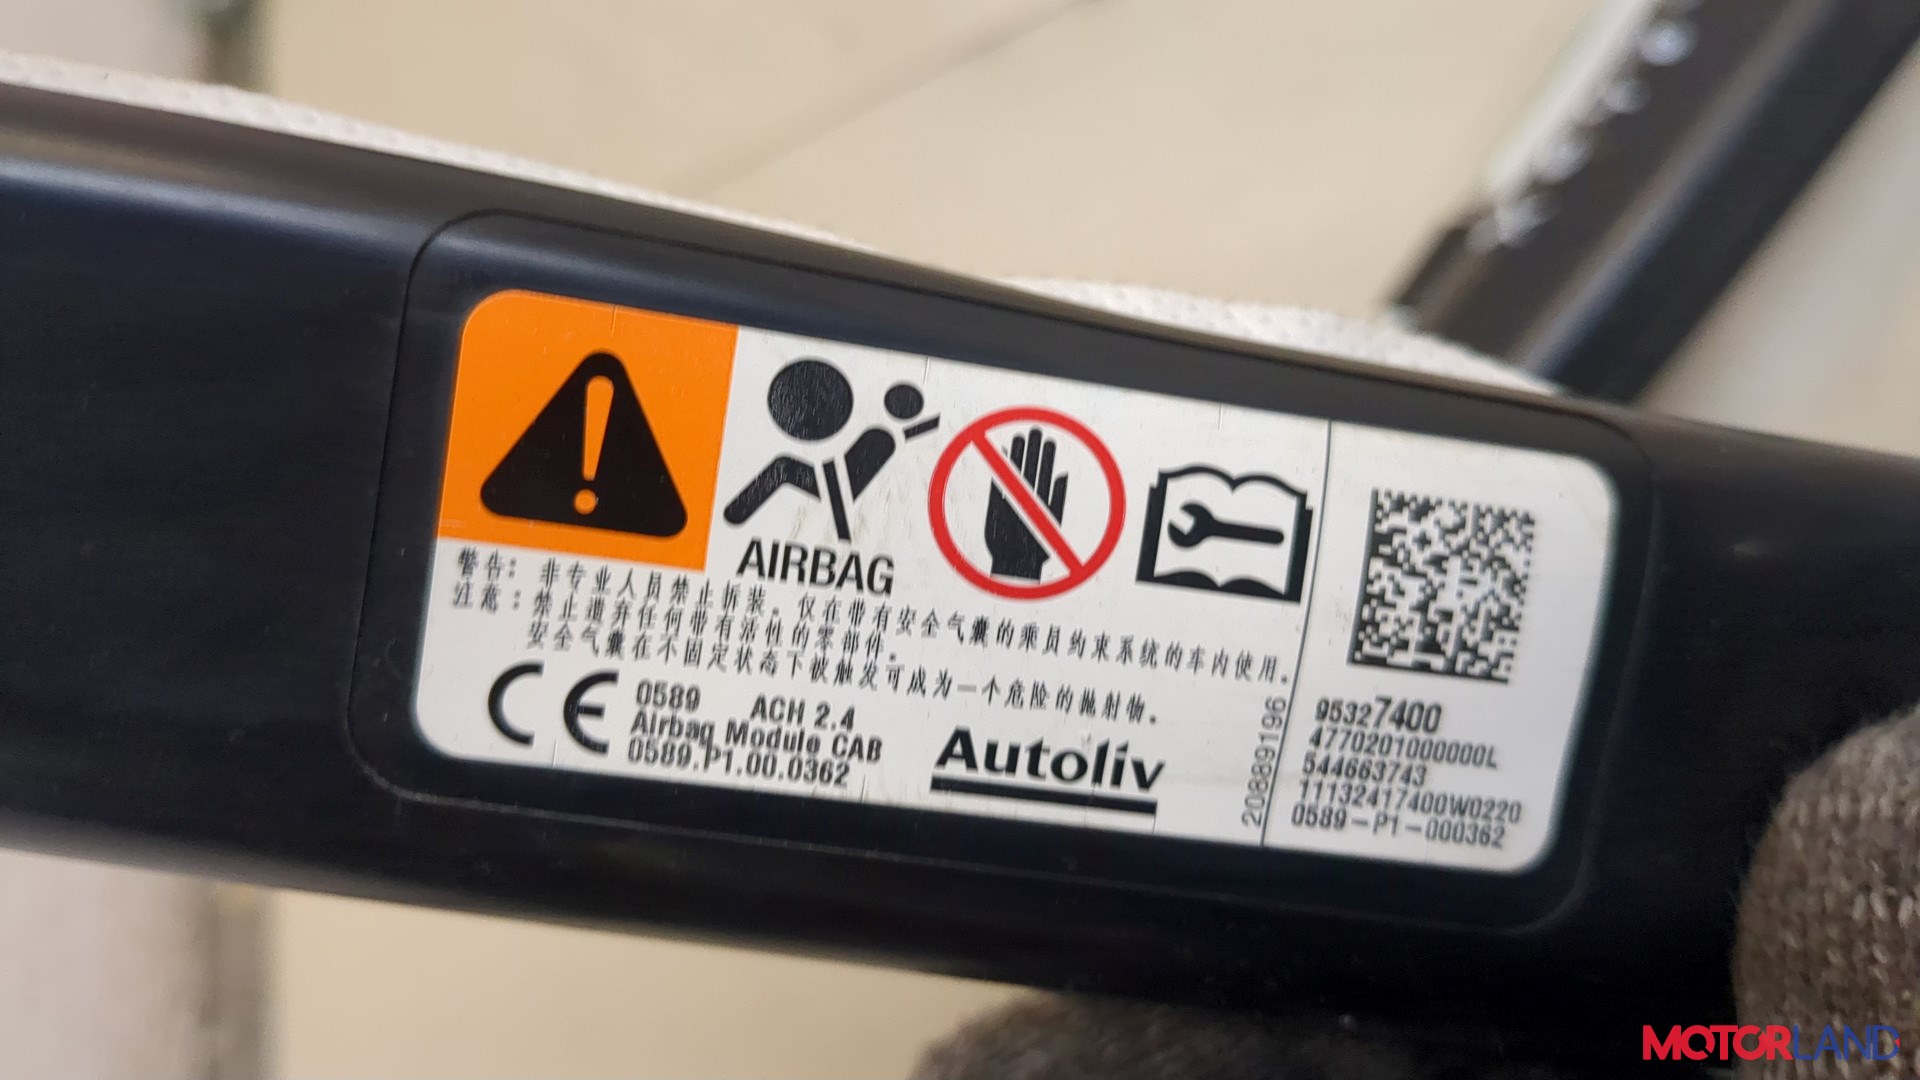 AIRBAG
警告：非专业人员禁止拆装。仅在带有安全气囊的乘员约束系统的车内使用。
注意：禁止遗弃任何带有活性的零部件。
安全气囊在不固定状态下被触发可成为一个危险的抛射物。
CE 0589 ACH 2.4
Airbag Module CAB
0589.P1.00.0362
Autoliv
208891196
95327400
4770201000000L
544663743
11132417400W0220
0589-P1-000362
MOTORLAND